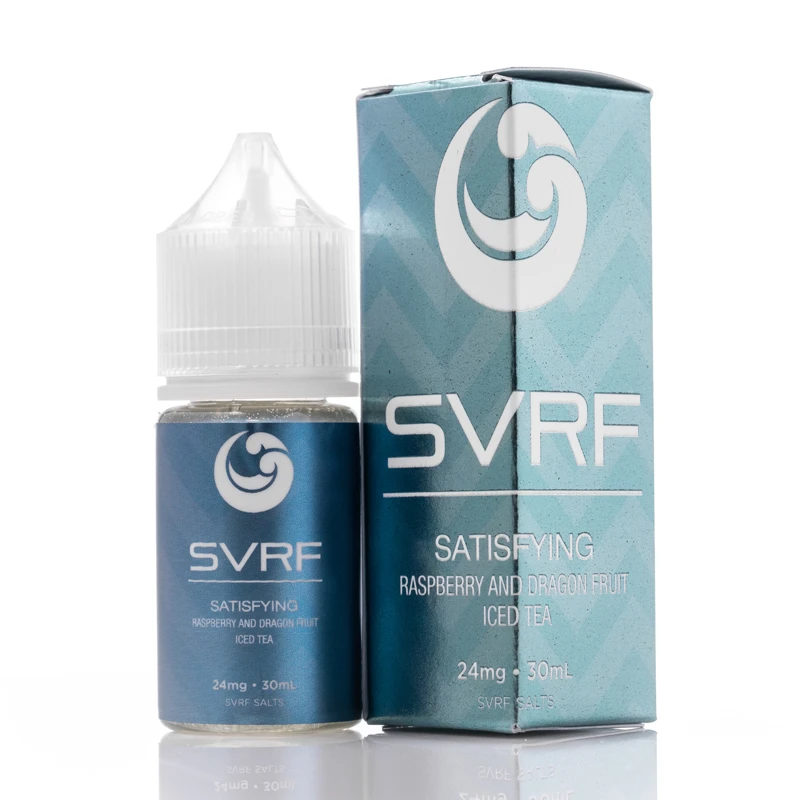 SVRF
SATISFYING
RASPBERRY AND DRAGON FRUIT
ICED TEA
24mg • 30mL
SVRF SALTS
SVRF
SATISFYING
RASPBERRY AND DRAGON FRUIT
ICED TEA
24mg • 30mL
SVRF SALTS